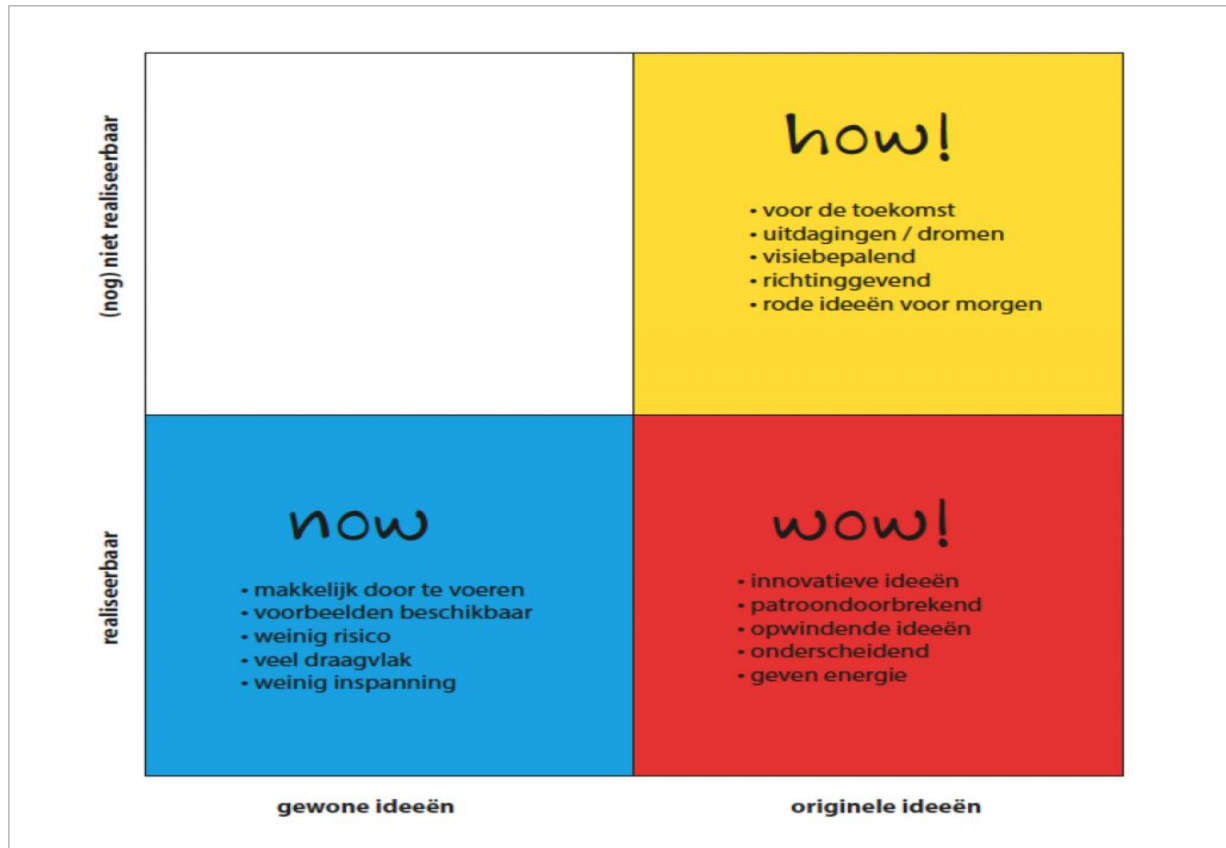 (nog) niet realiseerbaar
how!
• voor de toekomst
• uitdagingen / dromen
• visiebepalend
• richtinggevend
• rode ideeën voor morgen
realiseerbaar
now
• makkelijk door te voeren
• voorbeelden beschikbaar
• weinig risico
• veel draagvlak
• weinig inspanning
wow!
• innovatieve ideeën
• patroondoorbrekend
• opwindende ideeën
• onderscheidend
• geven energie
gewone ideeën
originele ideeën